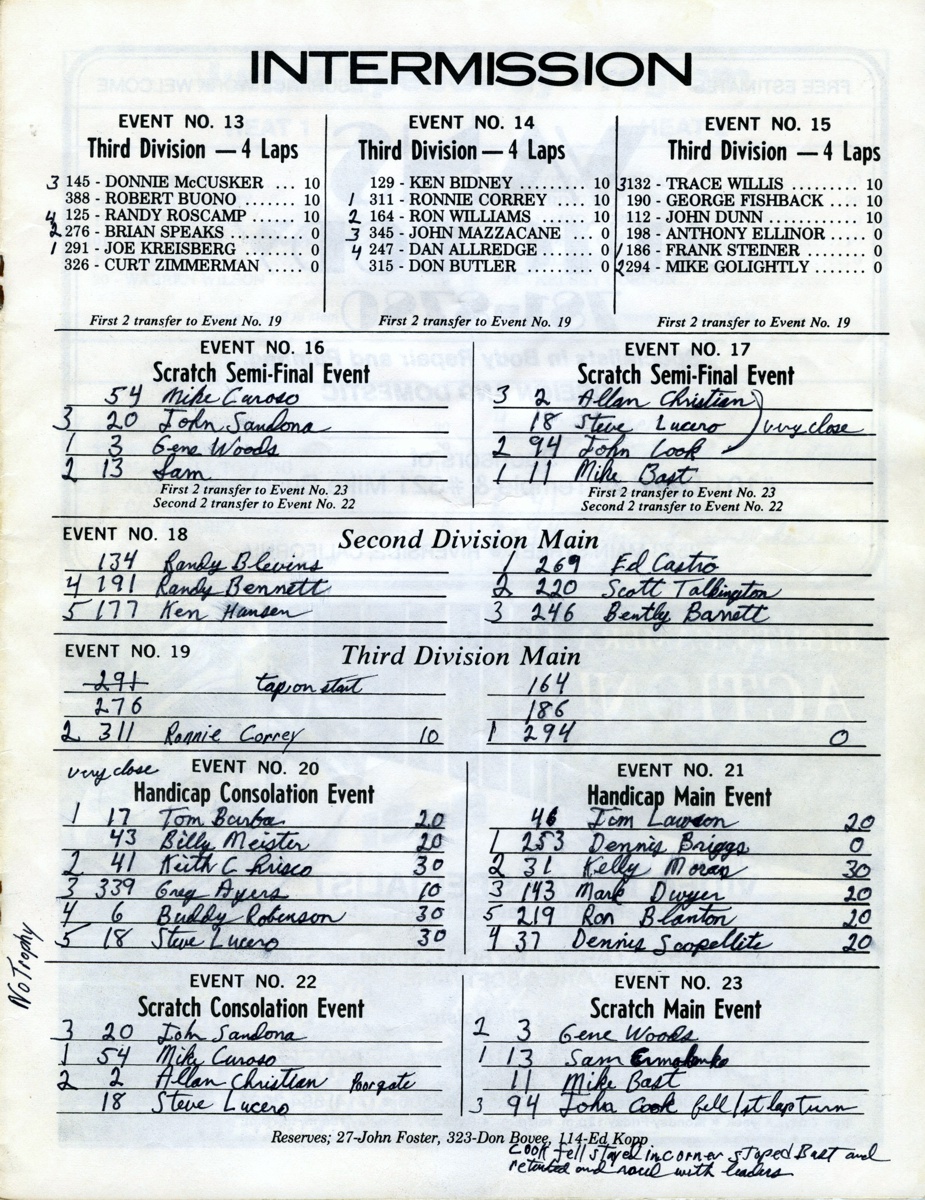 INTERMISSION
EVENT NO. 13
Third Division — 4 Laps
3 145 - DONNIE McCUSKER ... 10
388 - ROBERT BUONO ........ 10
4 125 - RANDY ROSCAMP ..... 10
2 276 - BRIAN SPEAKS ......... 0
1 291 - JOE KREISBERG ........ 0
326 - CURT ZIMMERMAN ..... 0
First 2 transfer to Event No. 19
EVENT NO. 14
Third Division — 4 Laps
129 - KEN BIDNEY ......... 10
311 - RONNIE CORREY ....... 10
2 164 - RON WILLIAMS ........ 10
3 345 - JOHN MAZZACANE ... 0
4 247 - DAN ALLREDGE ....... 0
315 - DON BUTLER .......... 0
First 2 transfer to Event No. 19
EVENT NO. 15
Third Division — 4 Laps
3 132 - TRACE WILLIS ......... 10
190 - GEORGE FISHBACK .... 10
112 - JOHN DUNN ........... 10
198 - ANTHONY ELLINOR .... 0
1 186 - FRANK STEINER ....... 0
2 294 - MIKE GOLIGHTLY ...... 0
First 2 transfer to Event No. 19
EVENT NO. 16
Scratch Semi-Final Event
54 Mike Curoso
3 20 John Sandona
1 3 Gene Woods
2 13 Sam
First 2 transfer to Event No. 23
Second 2 transfer to Event No. 22
EVENT NO. 17
Scratch Semi-Final Event
3 2 Allan Christian
18 Steve Lucero very close
2 94 John Cook
1 11 Mike Bast
First 2 transfer to Event No. 23
Second 2 transfer to Event No. 22
EVENT NO. 18 Second Division Main
134 Randy Blevins
4 191 Randy Bennett
5 177 Ken Hansen
1 269 Ed Castro
2 220 Scott Talkington
3 246 Bently Barrett
EVENT NO. 19 Third Division Main
291 tap on start
276
2 311 Ronnie Correy 10
164
186
1 294 0
very close EVENT NO. 20
Handicap Consolation Event
1 17 Tom Barba 20
43 Billy Meister 20
2 41 Keith Chrisco 30
3 339 Greg Ayers 10
4 6 Buddy Robinson 30
5 18 Steve Lucero 30
No Trophy
EVENT NO. 21
Handicap Main Event
46 Jim Lawson 20
1 253 Dennis Briggs 0
2 31 Kelly Moran 30
3 143 Mark Dwyer 20
5 219 Ron Blanton 20
4 37 Dennis Scopellite 20
EVENT NO. 22
Scratch Consolation Event
3 20 John Sandona
1 54 Mike Curoso
2 2 Allan Christian Poor gate
18 Steve Lucero
EVENT NO. 23
Scratch Main Event
2 3 Gene Woods
1 13 Sam Ermolenko
11 Mike Bast
3 94 John Cook fell 1st lap turn
Reserves; 27-John Foster, 323-Don Bovee, 114-Ed Kopp
Cook fell stayed in corner stoped Bast and
retarted and raced with leaders